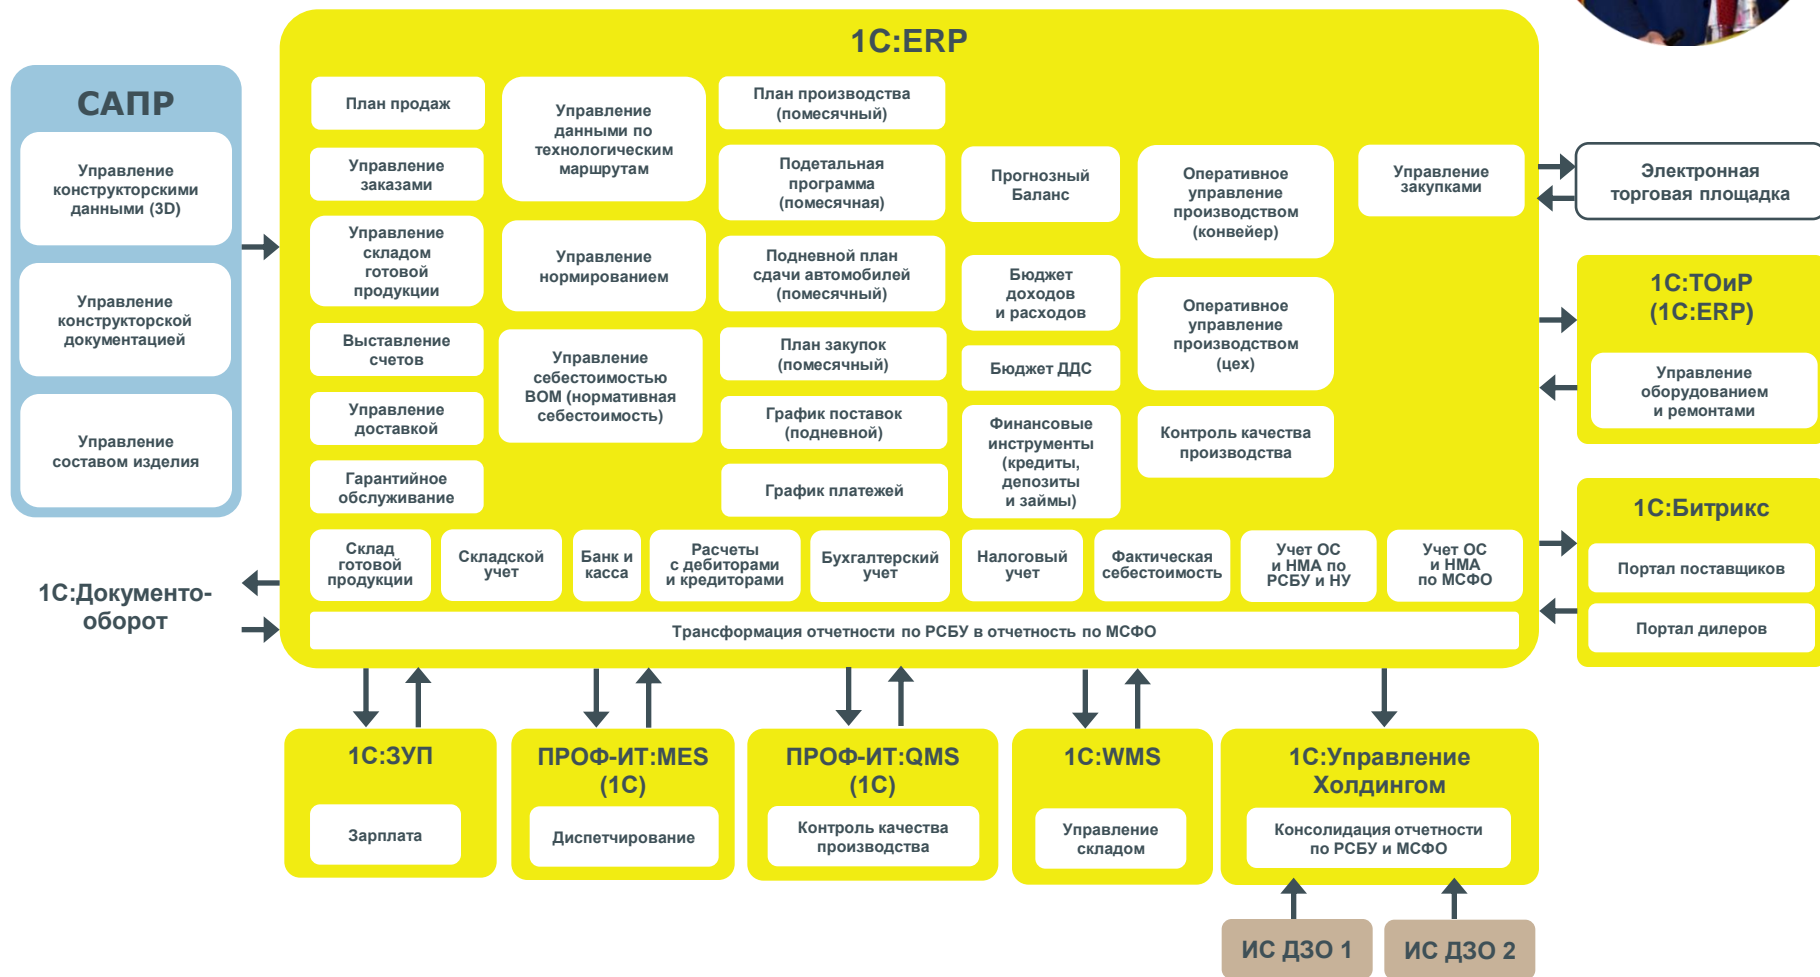 1С:ERP
САПР
Управление
конструкторскими
данными (3D)
Управление
конструкторской
документацией
Управление
составом изделия
1С:Документо-
оборот
План продаж
Управление
заказами
Управление
складом
готовой
продукции
Выставление
счетов
Управление
доставкой
Гарантийное
обслуживание
Управление
данными по
технологическим
маршрутам
Управление
нормированием
Управление
себестоимостью
BOM (нормативная
себестоимость)
План производства
(помесячный)
Подетальная
программа
(помесячная)
Подневной план
сдачи автомобилей
(помесячный)
План закупок
(помесячный)
График поставок
(подневной)
График платежей
Прогнозный
Баланс
Бюджет
доходов
и расходов
Бюджет ДДС
Финансовые
инструменты
(кредиты,
депозиты
и займы)
Оперативное
управление
производством
(конвейер)
Оперативное
управление
производством
(цех)
Контроль качества
производства
Управление
закупками
Склад
готовой
продукции
Складской
учет
Банк и
касса
Расчеты
с дебиторами
и кредиторами
Бухгалтерский
учет
Налоговый
учет
Фактическая
себестоимость
Учет ОС
и НМА по
РСБУ и НУ
Учет ОС
и НМА
по МСФО
Трансформация отчетности по РСБУ в отчетность по МСФО
Электронная
торговая площадка
1С:ТОиР
(1С:ERP)
Управление
оборудованием
и ремонтами
1С:Битрикс
Портал поставщиков
Портал дилеров
1С:ЗУП
Зарплата
ПРОФ-ИТ:MES
(1С)
Диспетчирование
ПРОФ-ИТ:QMS
(1С)
Контроль качества
производства
1С:WMS
Управление
складом
1С:Управление
Холдингом
Консолидация отчетности
по РСБУ и МСФО
ИС ДЗО 1
ИС ДЗО 2